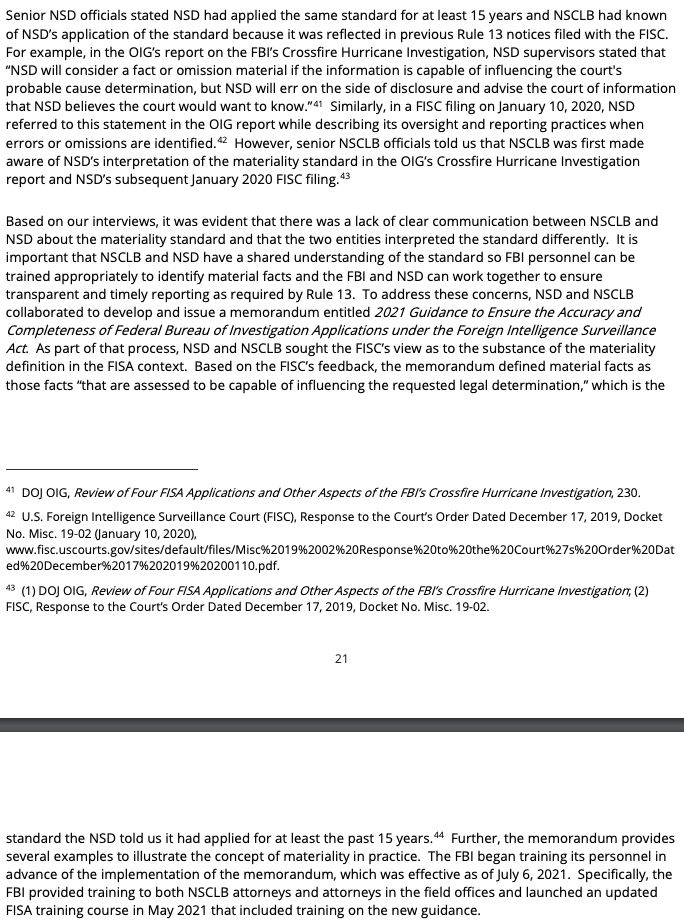 Senior NSD officials stated NSD had applied the same standard for at least 15 years and NSCLB had known
of NSD's application of the standard because it was reflected in previous Rule 13 notices filed with the FISC.
For example, in the OIG's report on the FBI's Crossfire Hurricane Investigation, NSD supervisors stated that
“NSD will consider a fact or omission material if the information is capable of influencing the court's
probable cause determination, but NSD will err on the side of disclosure and advise the court of information
that NSD believes the court would want to know.”41 Similarly, in a FISC filing on January 10, 2020, NSD
referred to this statement in the OIG report while describing its oversight and reporting practices when
errors or omissions are identified.42 However, senior NSCLB officials told us that NSCLB was first made
aware of NSD's interpretation of the materiality standard in the OIG's Crossfire Hurricane Investigation
report and NSD's subsequent January 2020 FISC filing.43
Based on our interviews, it was evident that there was a lack of clear communication between NSCLB and
NSD about the materiality standard and that the two entities interpreted the standard differently. It is
important that NSCLB and NSD have a shared understanding of the standard so FBI personnel can be
trained appropriately to identify material facts and the FBI and NSD can work together to ensure
transparent and timely reporting as required by Rule 13. To address these concerns, NSD and NSCLB
collaborated to develop and issue a memorandum entitled 2021 Guidance to Ensure the Accuracy and
Completeness of Federal Bureau of Investigation Applications under the Foreign Intelligence Surveillance
Act. As part of that process, NSD and NSCLB sought the FISC's view as to the substance of the materiality
definition in the FISA context. Based on the FISC's feedback, the memorandum defined material facts as
those facts “that are assessed to be capable of influencing the requested legal determination,” which is the
41 DOJ OIG, Review of Four FISA Applications and Other Aspects of the FBI's Crossfire Hurricane Investigation, 230.
42 U.S. Foreign Intelligence Surveillance Court (FISC), Response to the Court's Order Dated December 17, 2019, Docket
No. Misc. 19-02 (January 10, 2020),
www.fisc.uscourts.gov/sites/default/files/Misc%2019%2002%20Response%20to%20the%20Court%27s%20Order%20Dat
ed%20December%2017%202019%20200110.pdf.
43 (1) DOJ OIG, Review of Four FISA Applications and Other Aspects of the FBI's Crossfire Hurricane Investigation; (2)
FISC, Response to the Court's Order Dated December 17, 2019, Docket No. Misc. 19-02.
21
standard the NSD told us it had applied for at least the past 15 years.44 Further, the memorandum provides
several examples to illustrate the concept of materiality in practice. The FBI began training its personnel in
advance of the implementation of the memorandum, which was effective as of July 6, 2021. Specifically, the
FBI provided training to both NSCLB attorneys and attorneys in the field offices and launched an updated
FISA training course in May 2021 that included training on the new guidance.